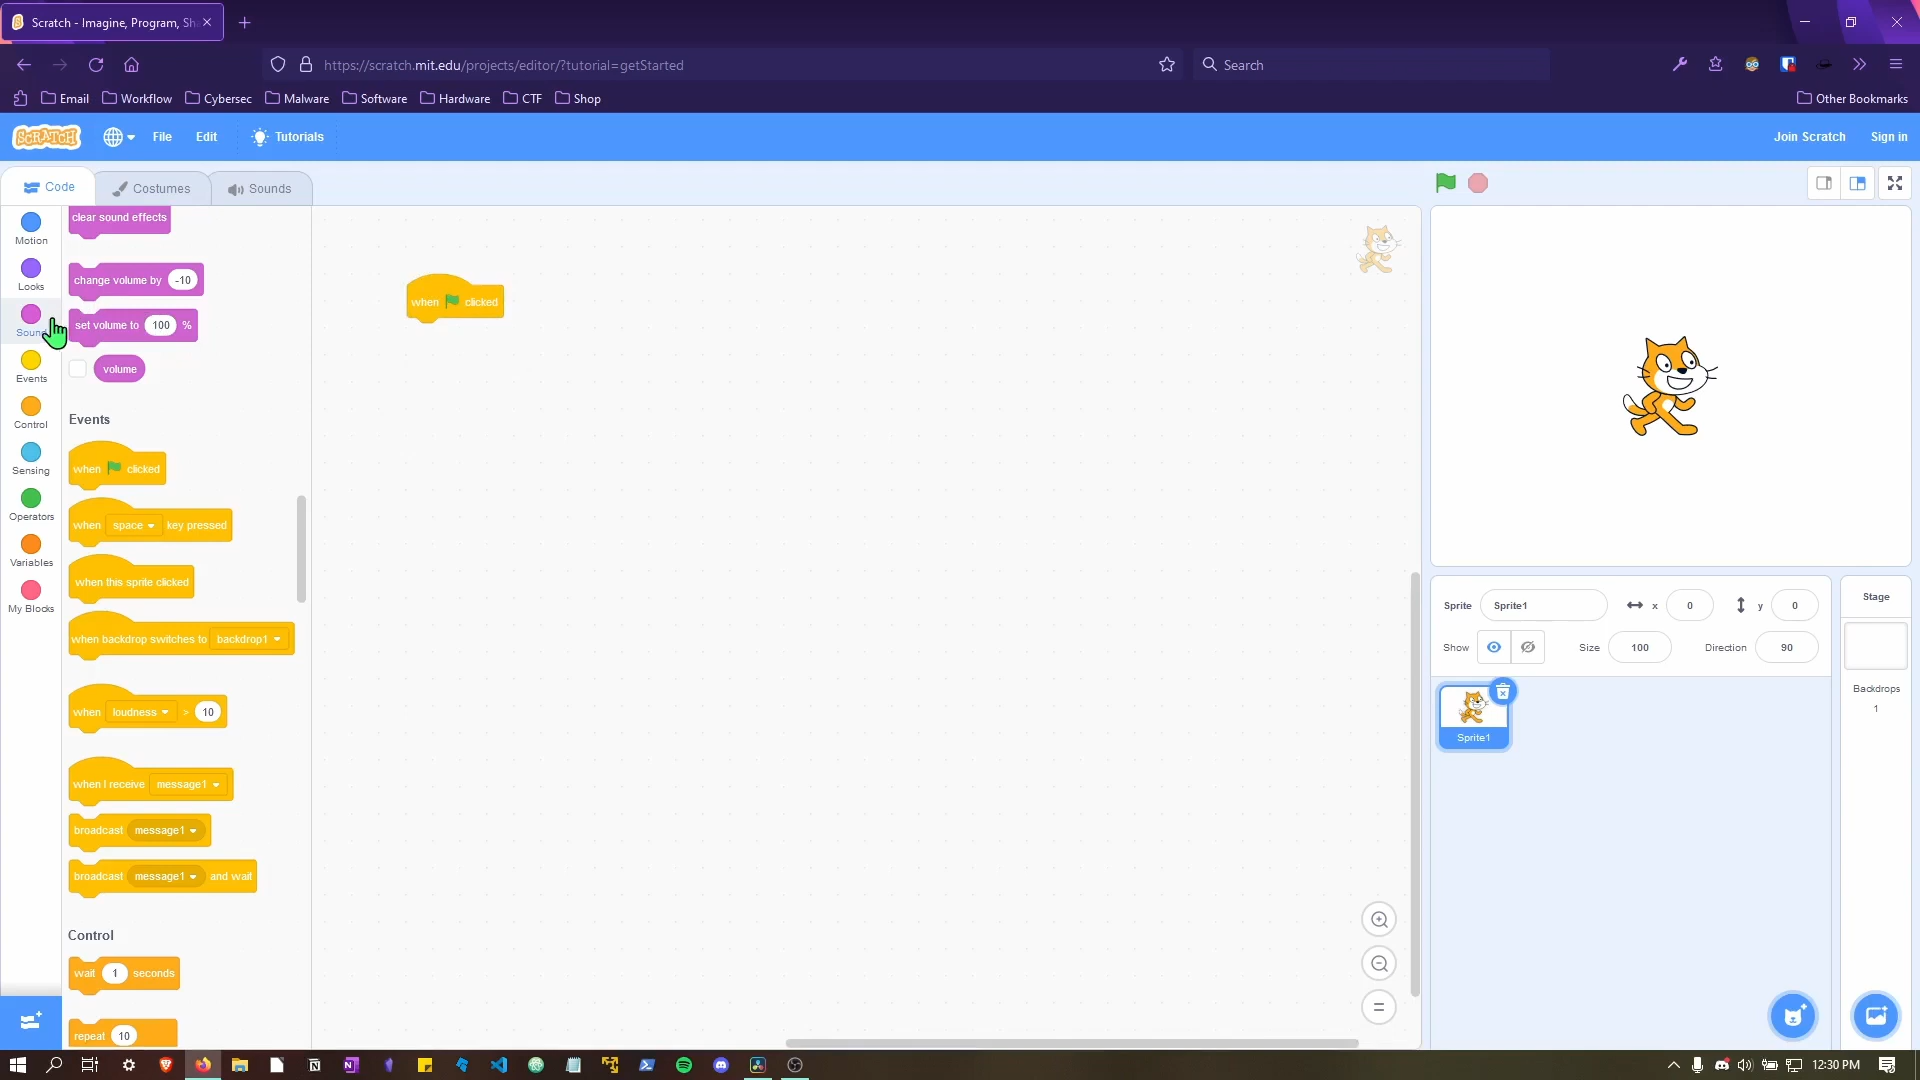 Scratch - Imagine, Program, Sh
https://scratch.mit.edu/projects/editor/?tutorial=getStarted
Search
Email
Workflow
Cybersec
Malware
Software
Hardware
CTF
Shop
Other Bookmarks
SCRATCH
File
Edit
Tutorials
Join Scratch
Sign in
Code
Costumes
Sounds
Motion
Looks
Sound
Events
Control
Sensing
Operators
Variables
My Blocks
clear sound effects
change volume by -10
set volume to 100 %
volume
Events
when clicked
when space key pressed
when this sprite clicked
when backdrop switches to backdrop1
when loudness > 10
when I receive message1
broadcast message1
broadcast message1 and wait
Control
wait 1 seconds
repeat 10
when clicked
Sprite Sprite1 x 0 y 0
Show Size 100 Direction 90
Sprite1
Stage
Backdrops
1
12:30 PM